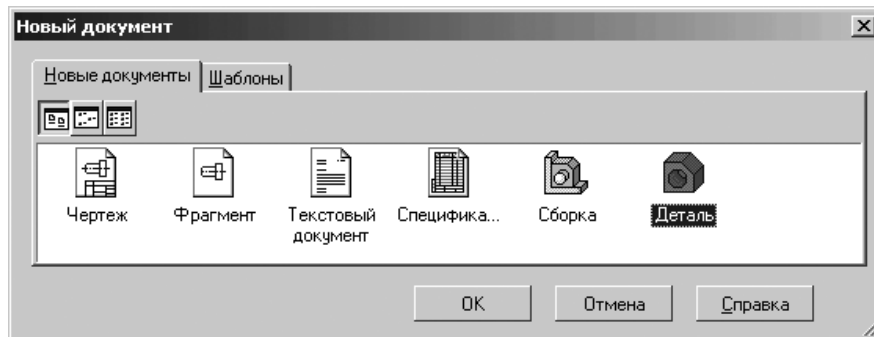 Новый документ
Новые документы Шаблоны
Чертеж Фрагмент Текстовый документ Специфика... Сборка Деталь
OK Отмена Справка